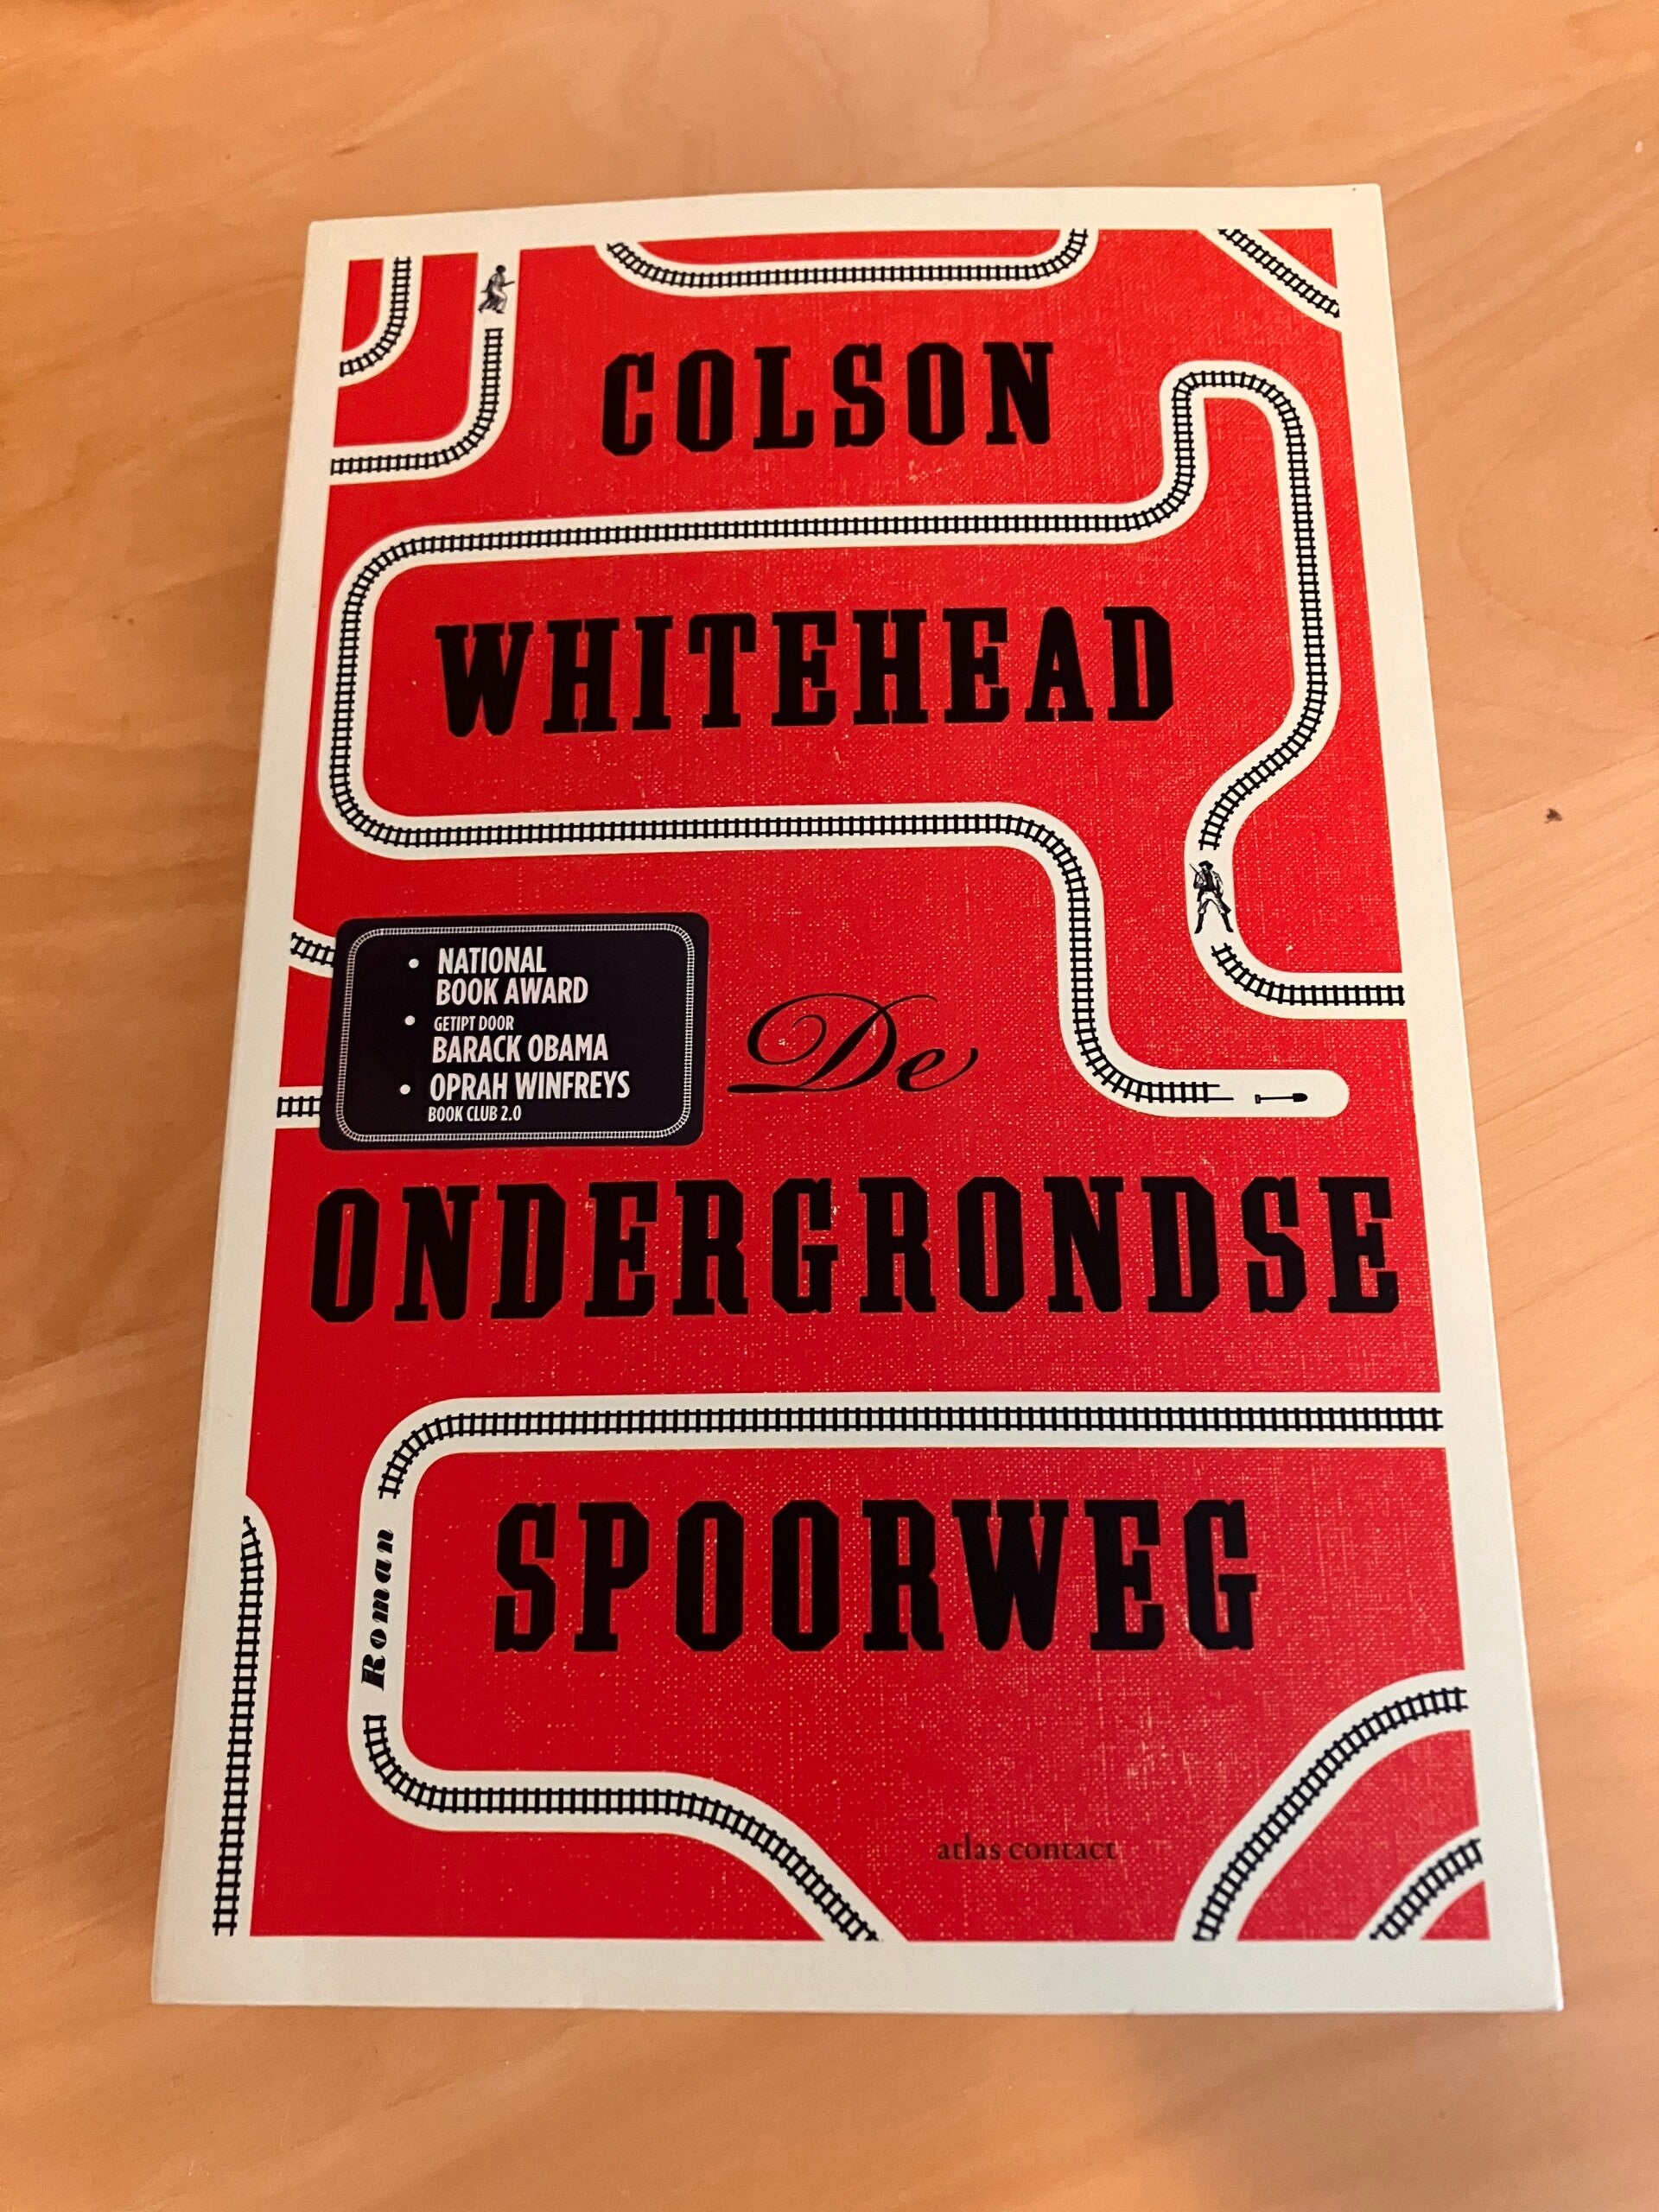 COLSON
WHITEHEAD
• NATIONAL
BOOK AWARD
• GETIPT DOOR
BARACK OBAMA
• OPRAH WINFREYS
BOOK CLUB 2.0
De
ONDERGRONDSE
SPOORWEG
Roman
atlas contact